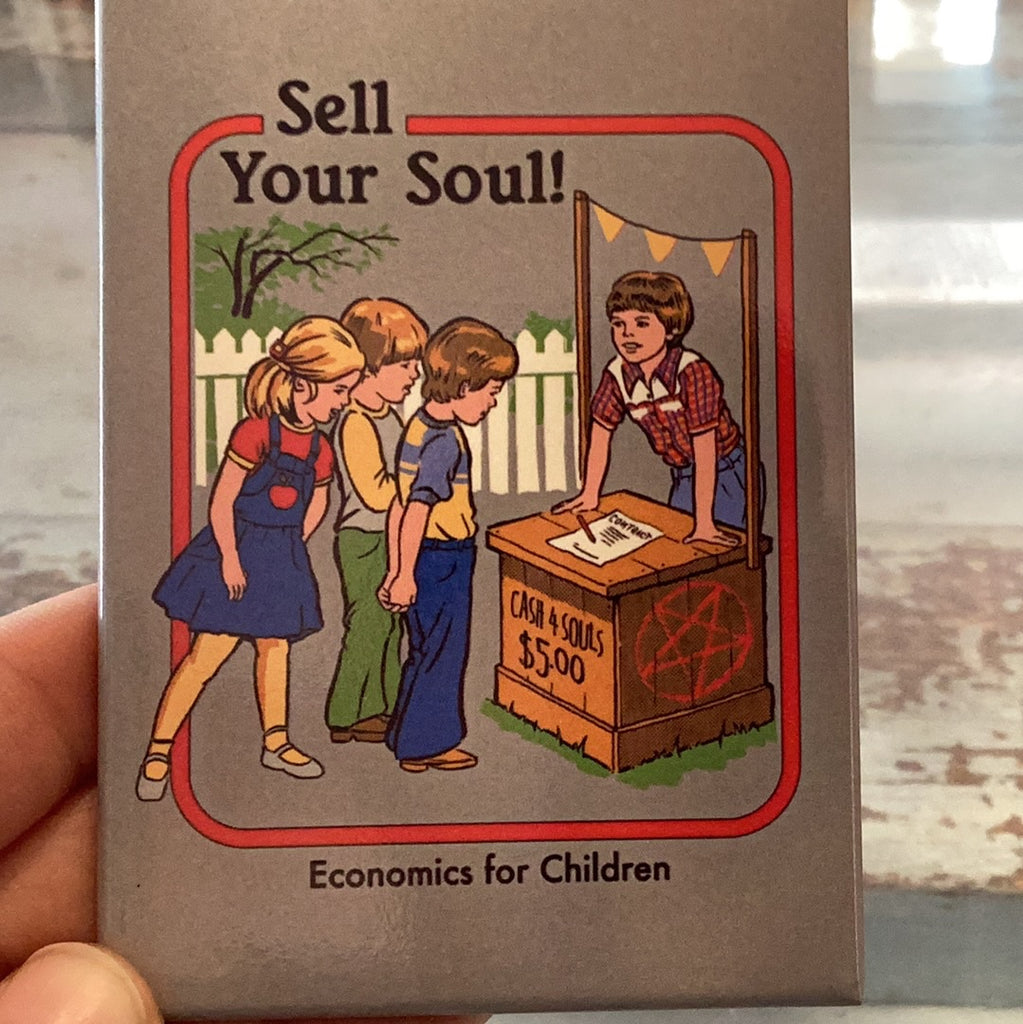 Sell
Your Soul!
CONTRACT
CASH 4 SOULS
$5.00
Economics for Children